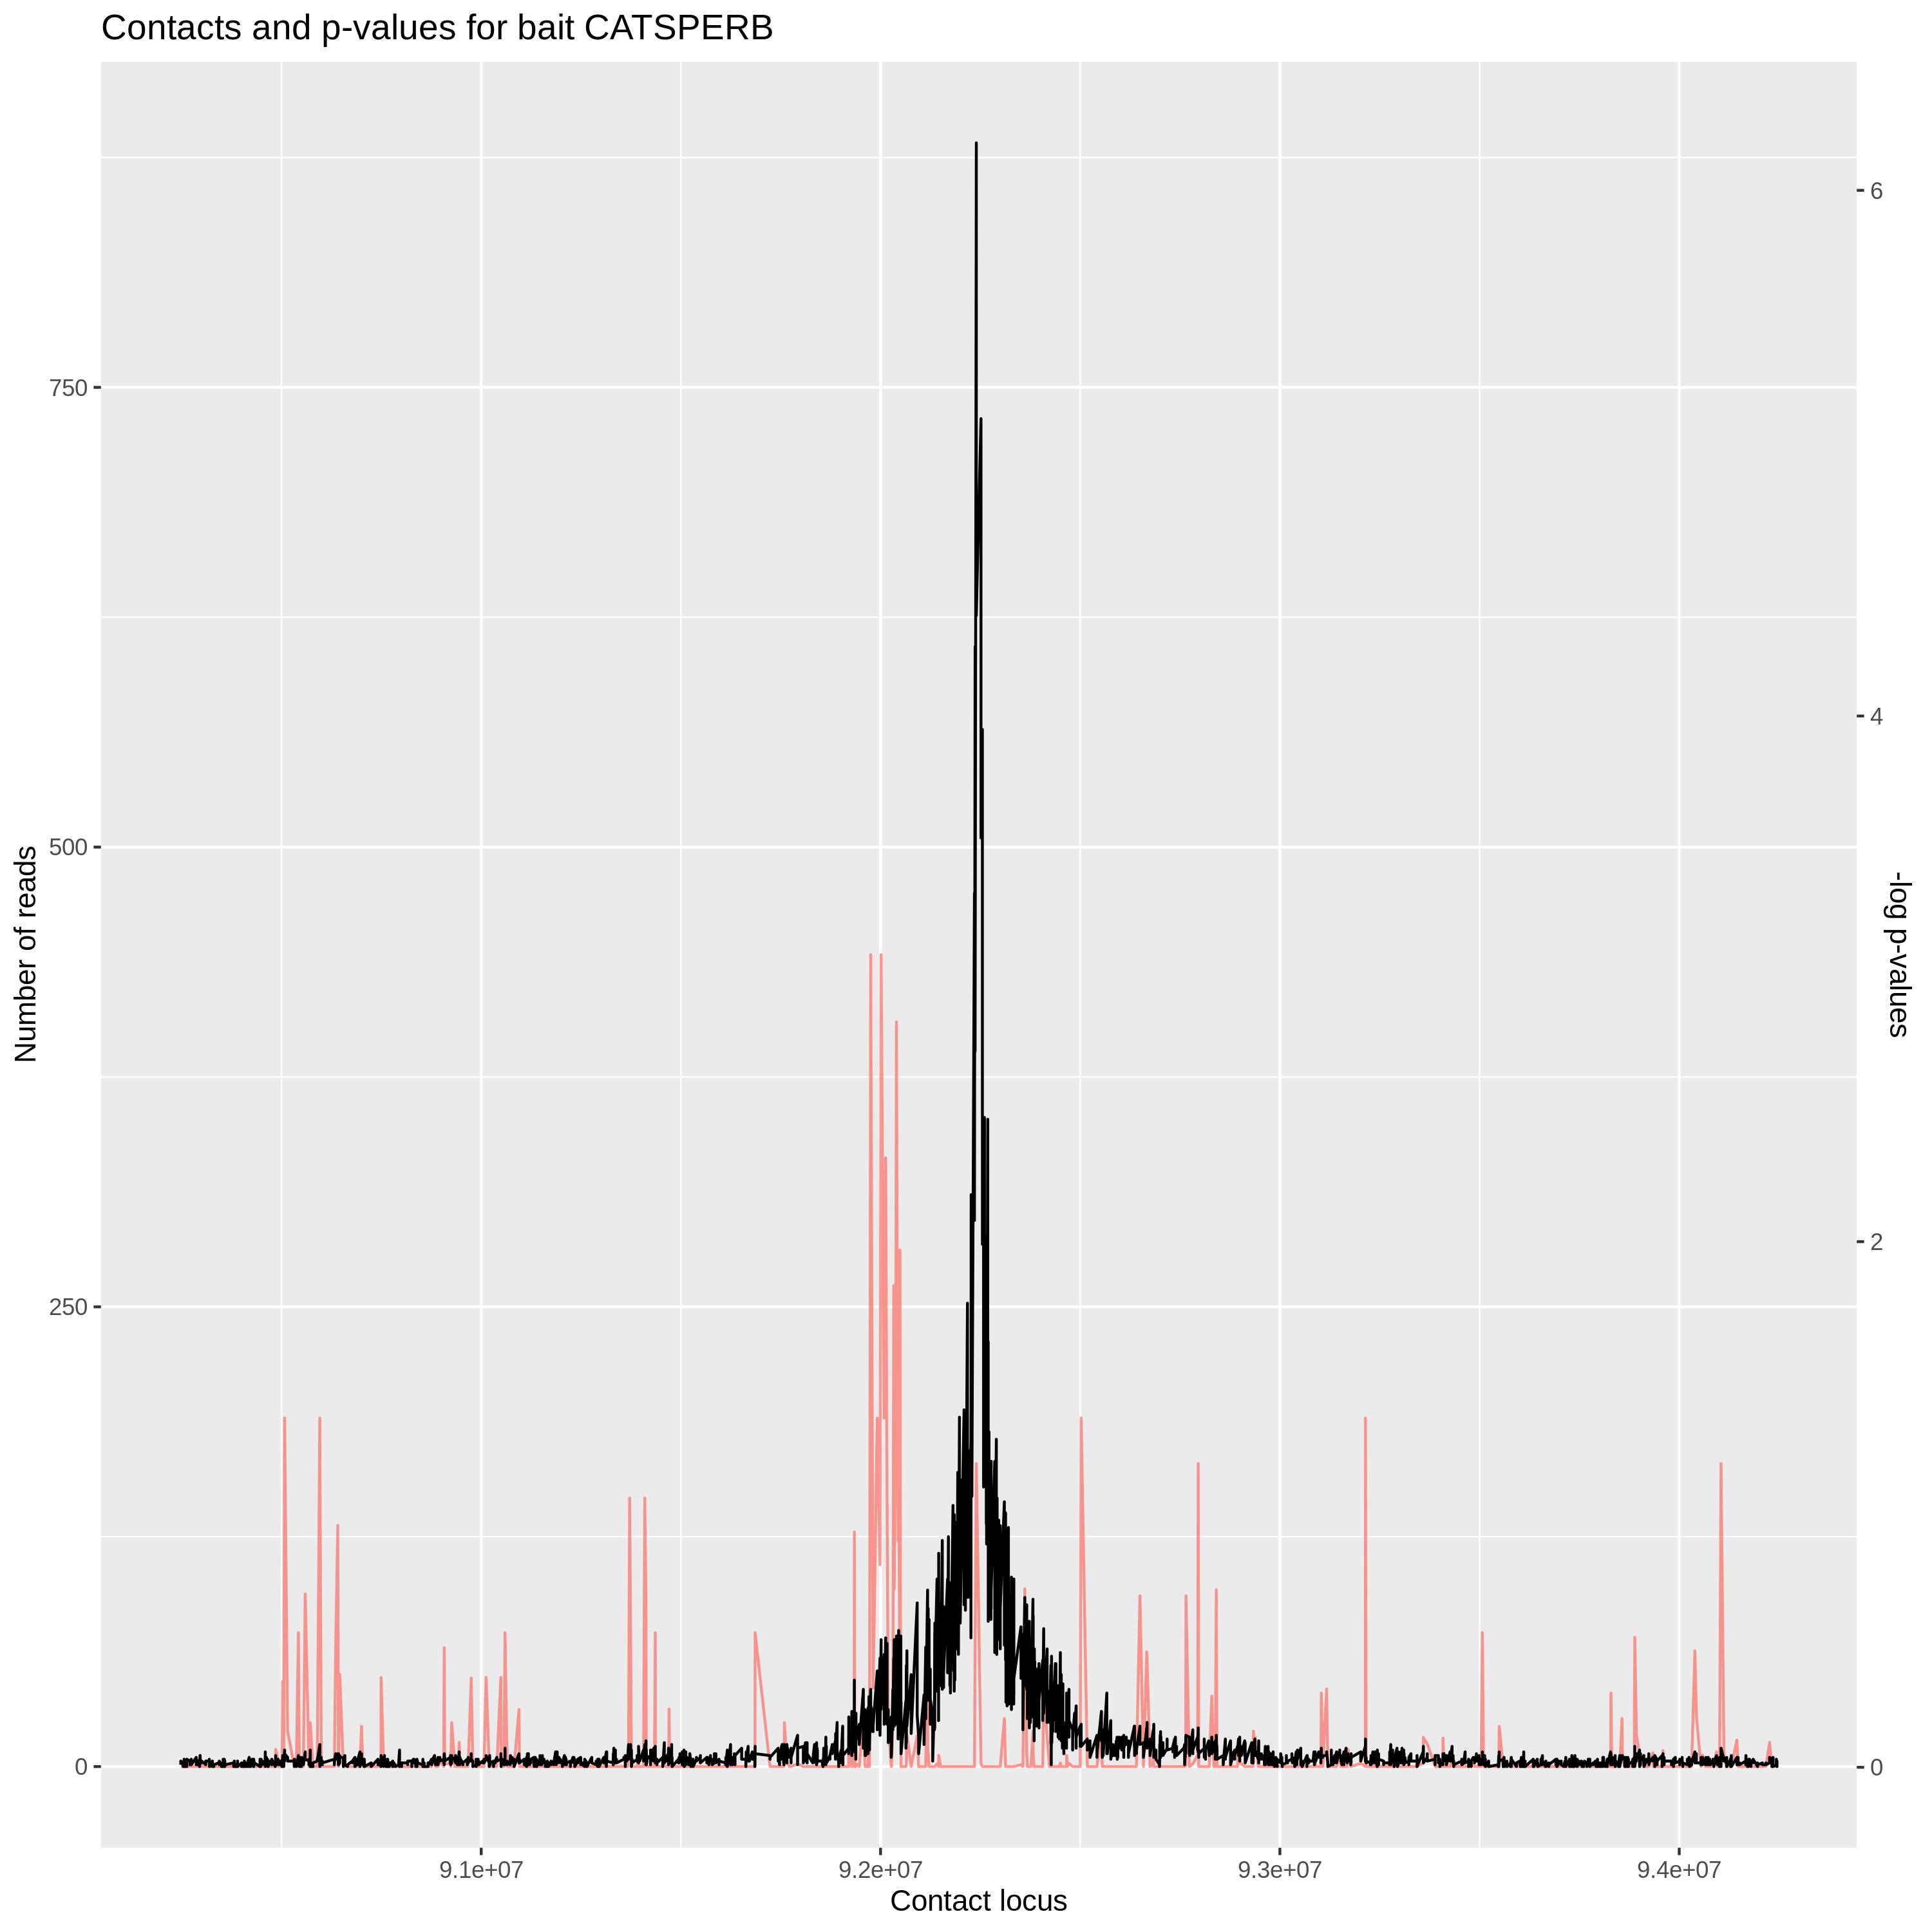 Contacts and p-values for bait CATSPERB
750
500
250
0
Number of reads
6
4
2
0
-log p-values
9.1e+07 9.2e+07 9.3e+07 9.4e+07
Contact locus